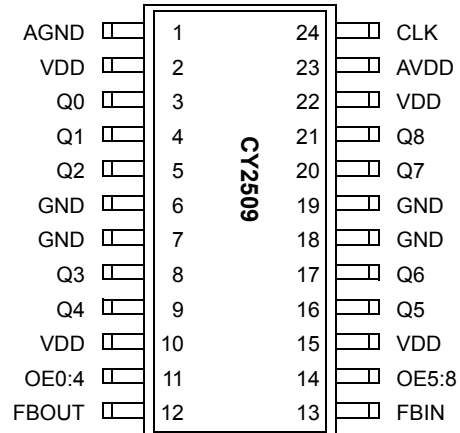 AGND 1 24 CLK
VDD 2 23 AVDD
Q0 3 22 VDD
Q1 4 21 Q8
Q2 5 20 Q7
GND 6 19 GND
GND 7 18 GND
Q3 8 17 Q6
Q4 9 16 Q5
VDD 10 15 VDD
OE0:4 11 14 OE5:8
FBOUT 12 13 FBIN
CY2509